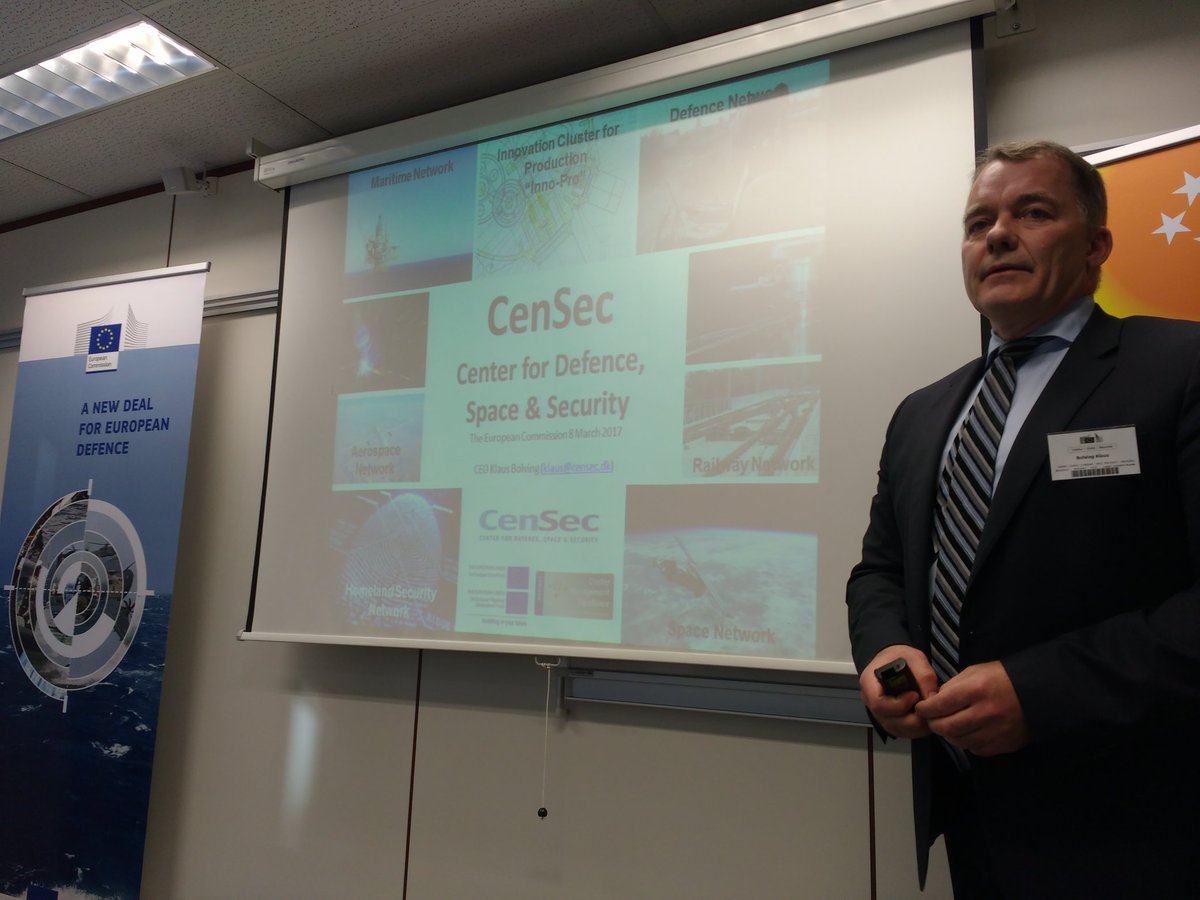 European
Commission
A NEW DEAL
FOR EUROPEAN
DEFENCE
Maritime Network
Innovation Cluster for
Production
"Inno-Pro"
Defence Network
CenSec
Center for Defence,
Space & Security
The European Commission 8 March 2017
CEO Klaus Bolving (klaus@censec.dk)
Aerospace
Network
Railway Network
Homeland Security
Network
CenSec
CENTER FOR DEFENCE, SPACE & SECURITY
Space Network
Bolving Klaus